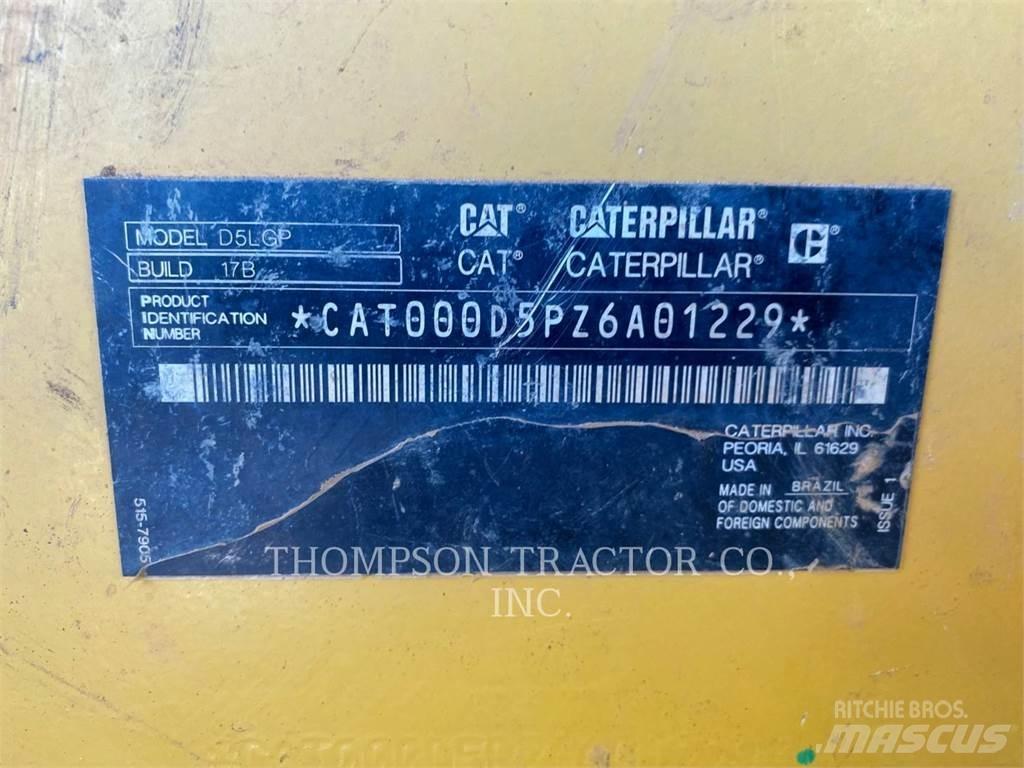 MODEL D5LGP
BUILD 17B
CAT® CATERPILLAR®
CAT® CATERPILLAR®
PRODUCT
IDENTIFICATION
NUMBER
*CAT000D5PZ6A01229*
CATERPILLAR INC.
PEORIA, IL 61629
USA
MADE IN BRAZIL
OF DOMESTIC AND
FOREIGN COMPONENTS
ISSUE 1
515-7905
THOMPSON TRACTOR CO.,
INC.
RITCHIE BROS.
MASCUS